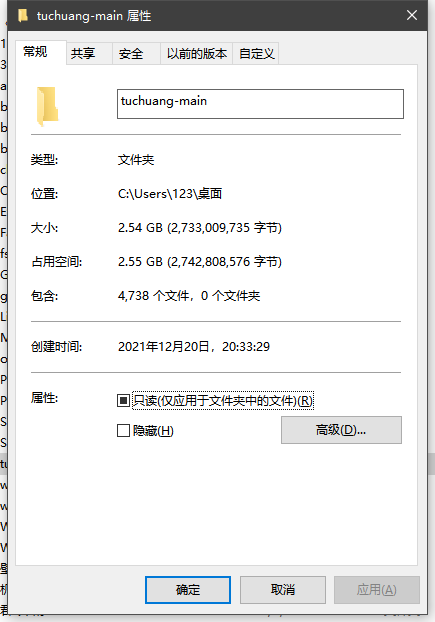 tuchuang-main 属性
常规 共享 安全 以前的版本 自定义
tuchuang-main
类型: 文件夹
位置: C:\Users\123\桌面
大小: 2.54 GB (2,733,009,735 字节)
占用空间: 2.55 GB (2,742,808,576 字节)
包含: 4,738 个文件，0 个文件夹
创建时间: 2021年12月20日，20:33:29
属性: 只读(仅应用于文件夹中的文件)(R)
隐藏(H) 高级(D)...
确定 取消 应用(A)